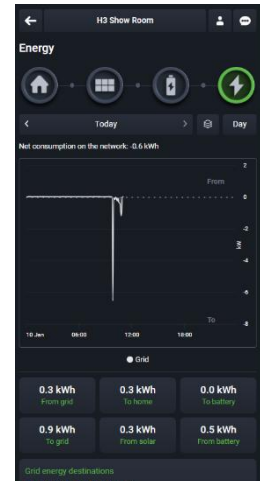 H3 Show Room
Energy
Today
Day
Net consumption on the network: -0.6 kWh
2
From
0
-2
kW
-4
-6
To
-8
10 Jan 06:00 12:00 18:00
Grid
0.3 kWh 0.3 kWh 0.0 kWh
From grid To home To battery
0.9 kWh 0.3 kWh 0.5 kWh
To grid From solar From battery
Grid energy destinations